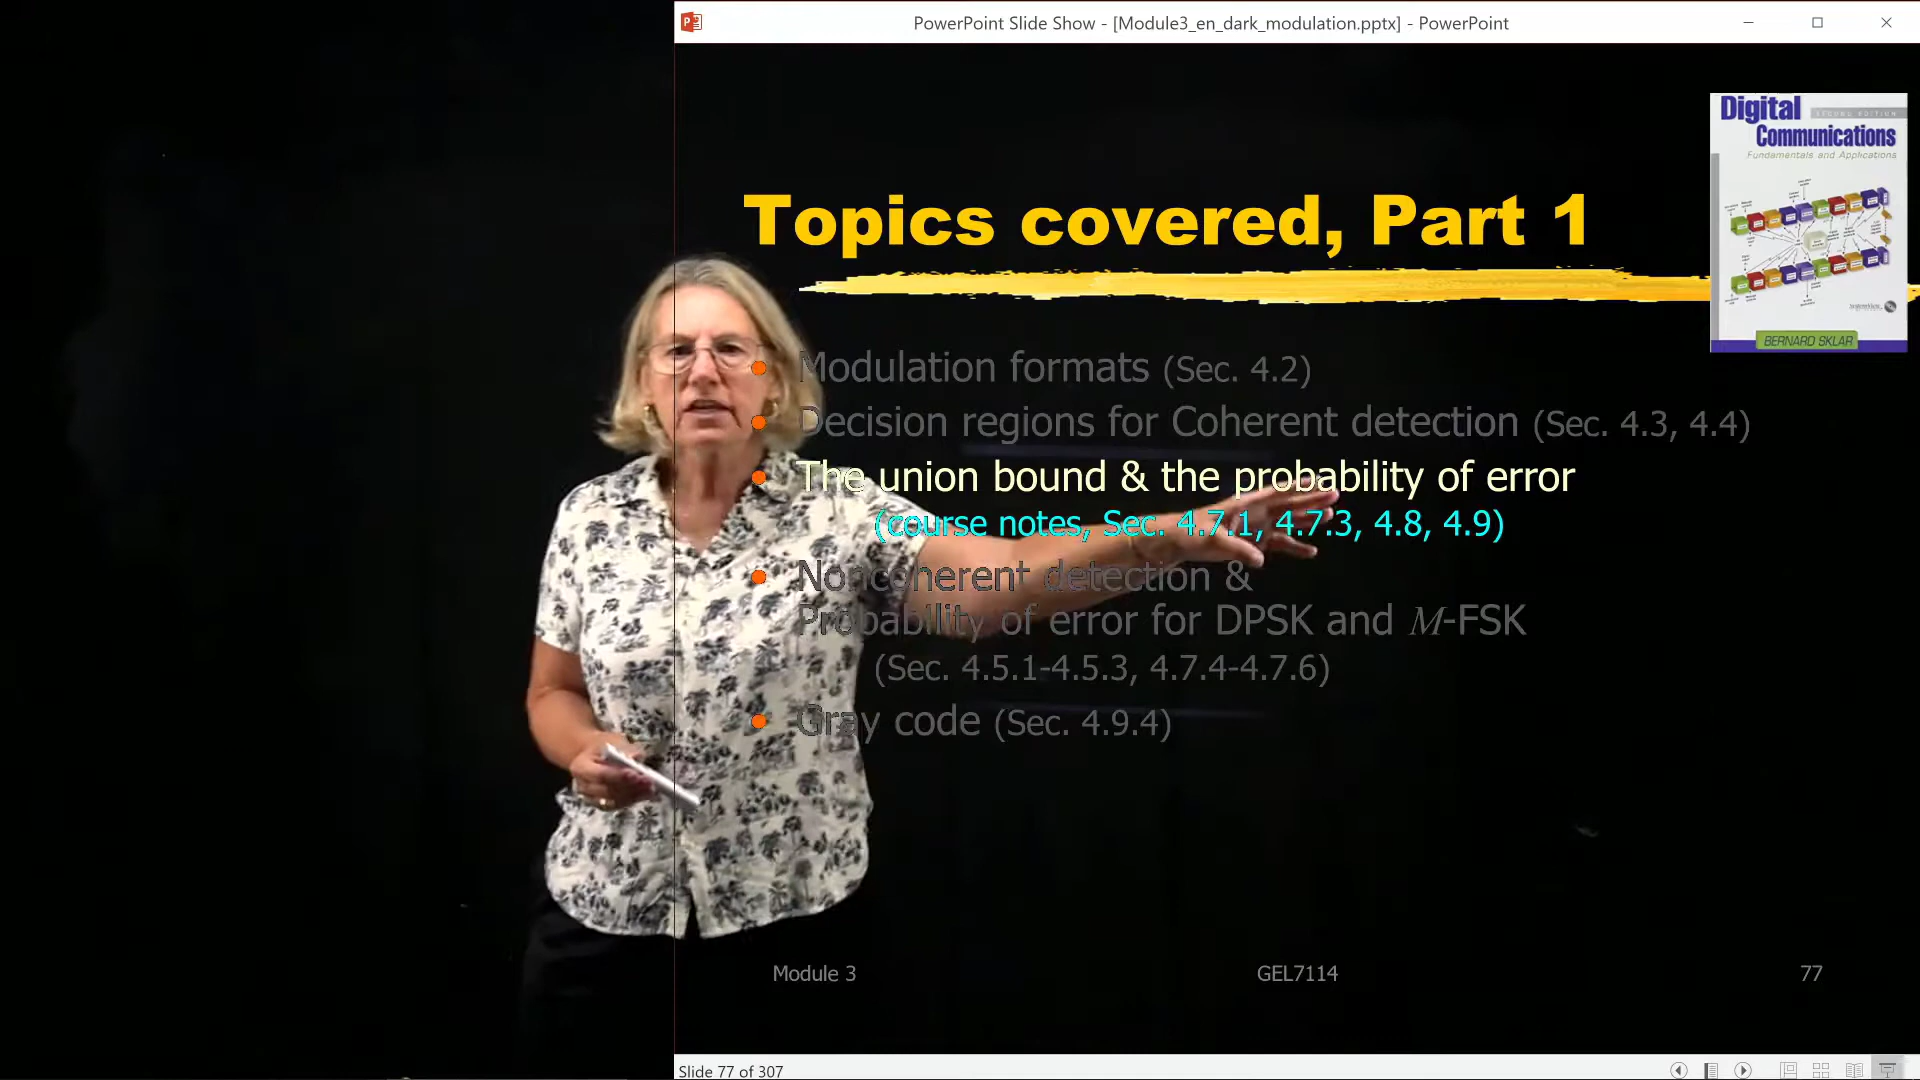 PowerPoint Slide Show - [Module3_en_dark_modulation.pptx] - PowerPoint
Digital
SECOND EDITION
Communications
Fundamentals and Applications
BERNARD SKLAR
Topics covered, Part 1
Modulation formats (Sec. 4.2)
Decision regions for Coherent detection (Sec. 4.3, 4.4)
The union bound & the probability of error
(course notes, Sec. 4.7.1, 4.7.3, 4.8, 4.9)
Noncoherent detection &
Probability of error for DPSK and M-FSK
(Sec. 4.5.1-4.5.3, 4.7.4-4.7.6)
Gray code (Sec. 4.9.4)
Module 3
GEL7114
77
Slide 77 of 307